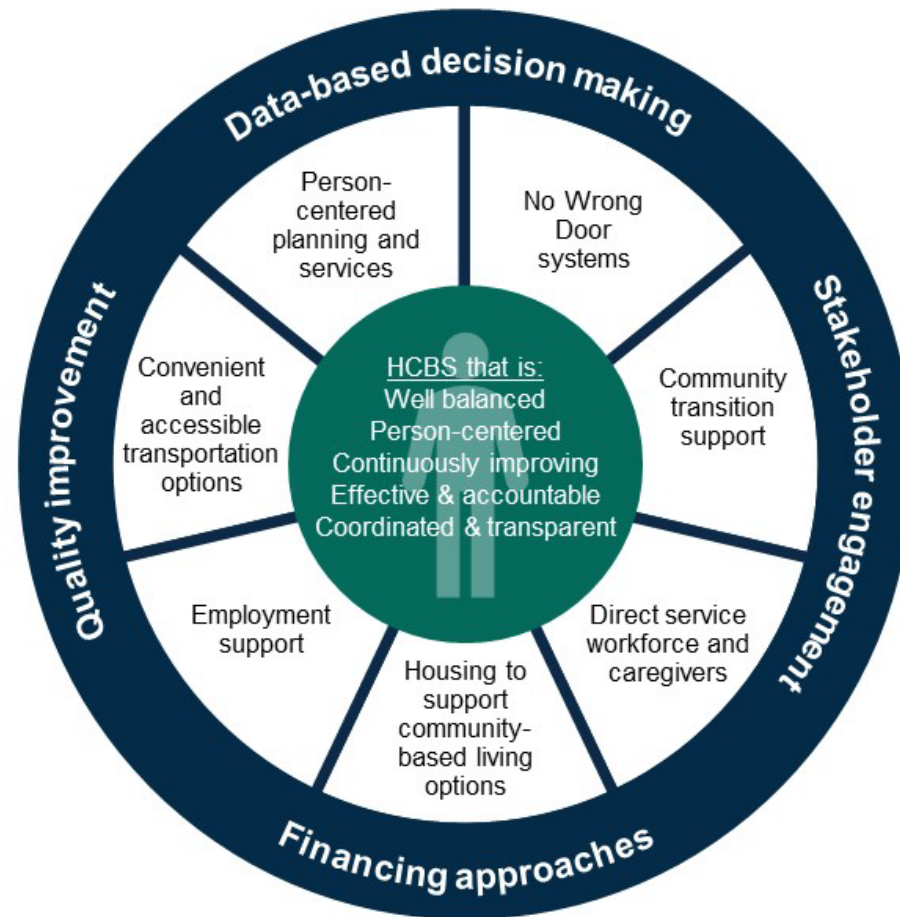 Data-based decision making
Stakeholder engagement
Financing approaches
Quality improvement
Person-
centered
planning and
services
No Wrong
Door
systems
Community
transition
support
Direct service
workforce and
caregivers
Housing to
support
community-
based living
options
Employment
support
Convenient
and
accessible
transportation
options
HCBS that is:
Well balanced
Person-centered
Continuously improving
Effective & accountable
Coordinated & transparent